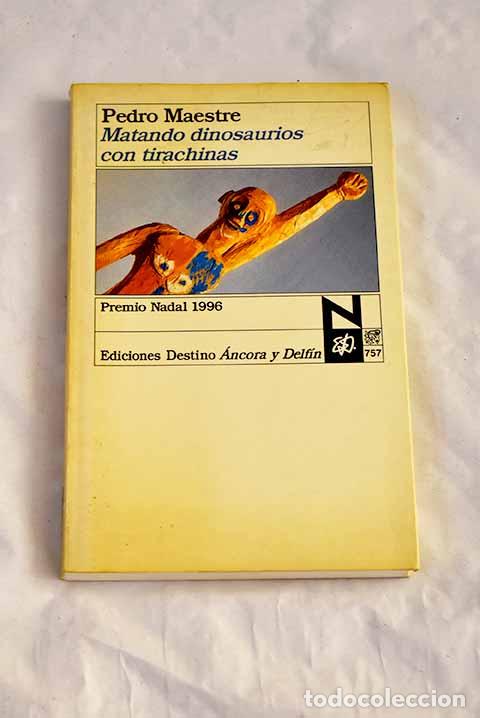 Pedro Maestre
Matando dinosaurios
con tirachinas
Premio Nadal 1996
Ediciones Destino Áncora y Delfín
757
todocoleccion